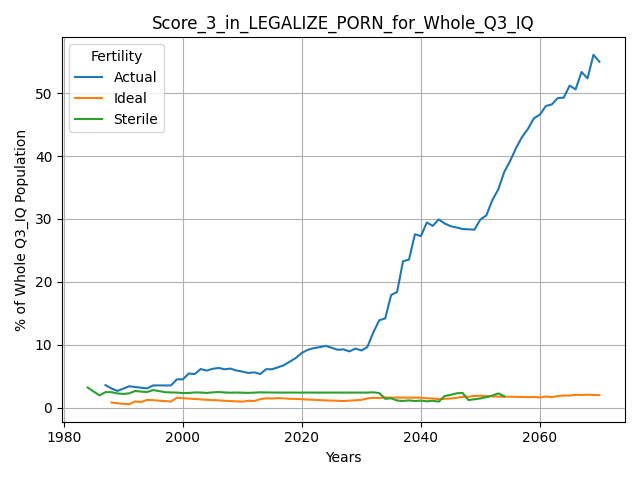 Score_3_in_LEGALIZE_PORN_for_Whole_Q3_IQ
Fertility
Actual
Ideal
Sterile
% of Whole Q3_IQ Population
50
40
30
20
10
0
1980
2000
2020
2040
2060
Years